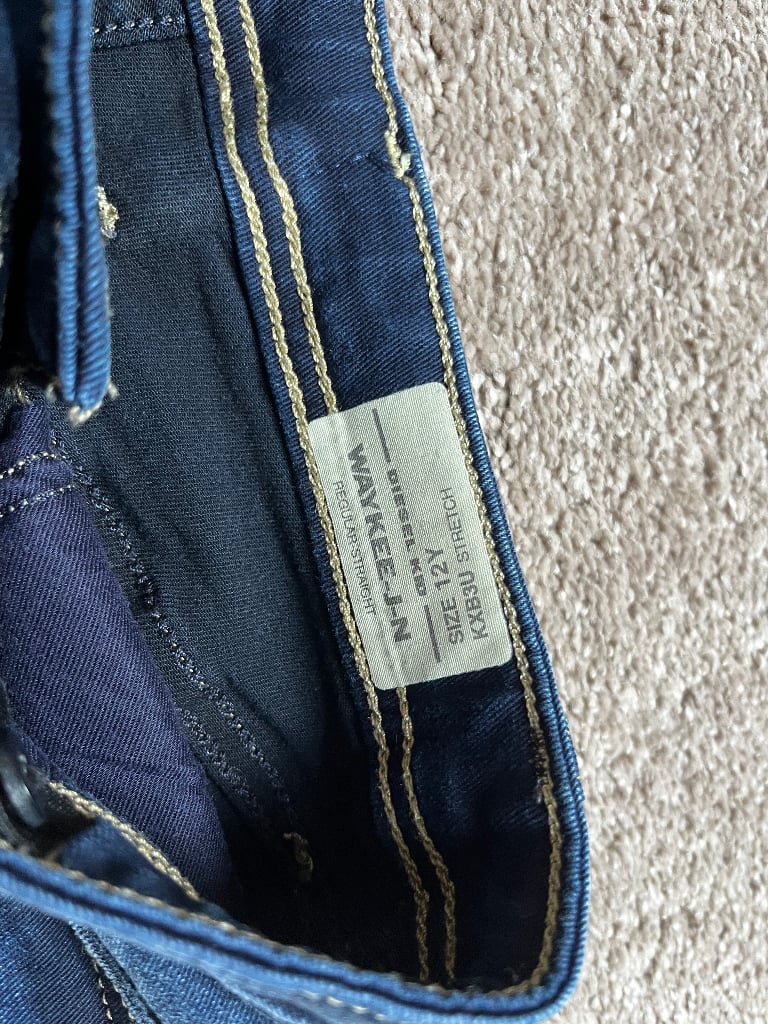 WAYKEE-J-N
REGULAR-STRAIGHT
DIESEL KID
SIZE 12Y
KXB3U STRETCH